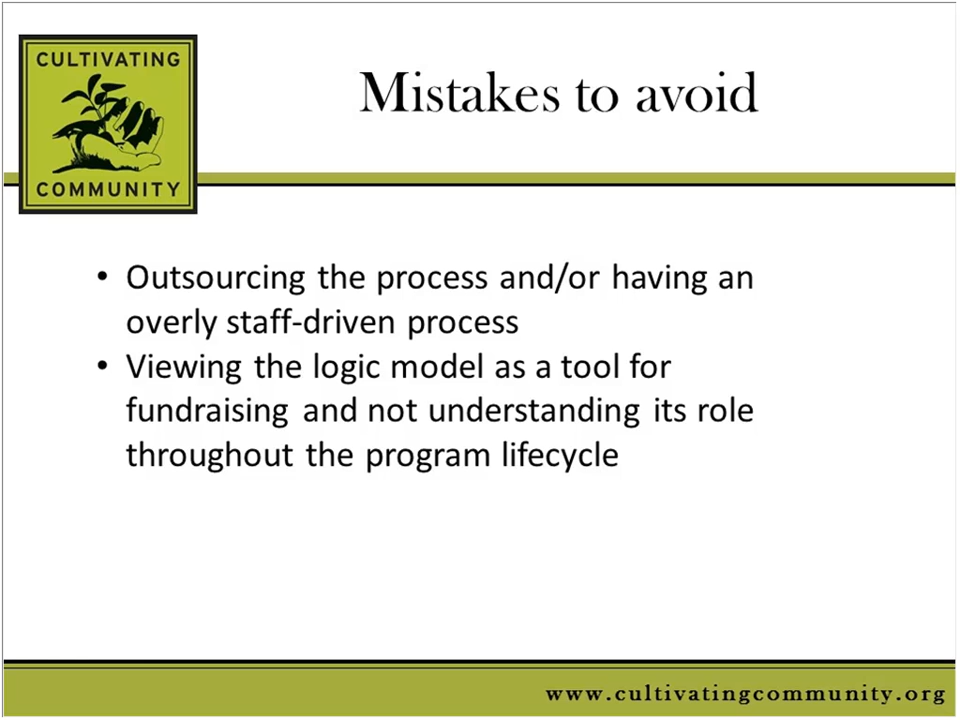 CULTIVATING
COMMUNITY
Mistakes to avoid
• Outsourcing the process and/or having an
overly staff-driven process
• Viewing the logic model as a tool for
fundraising and not understanding its role
throughout the program lifecycle
www.cultivatingcommunity.org